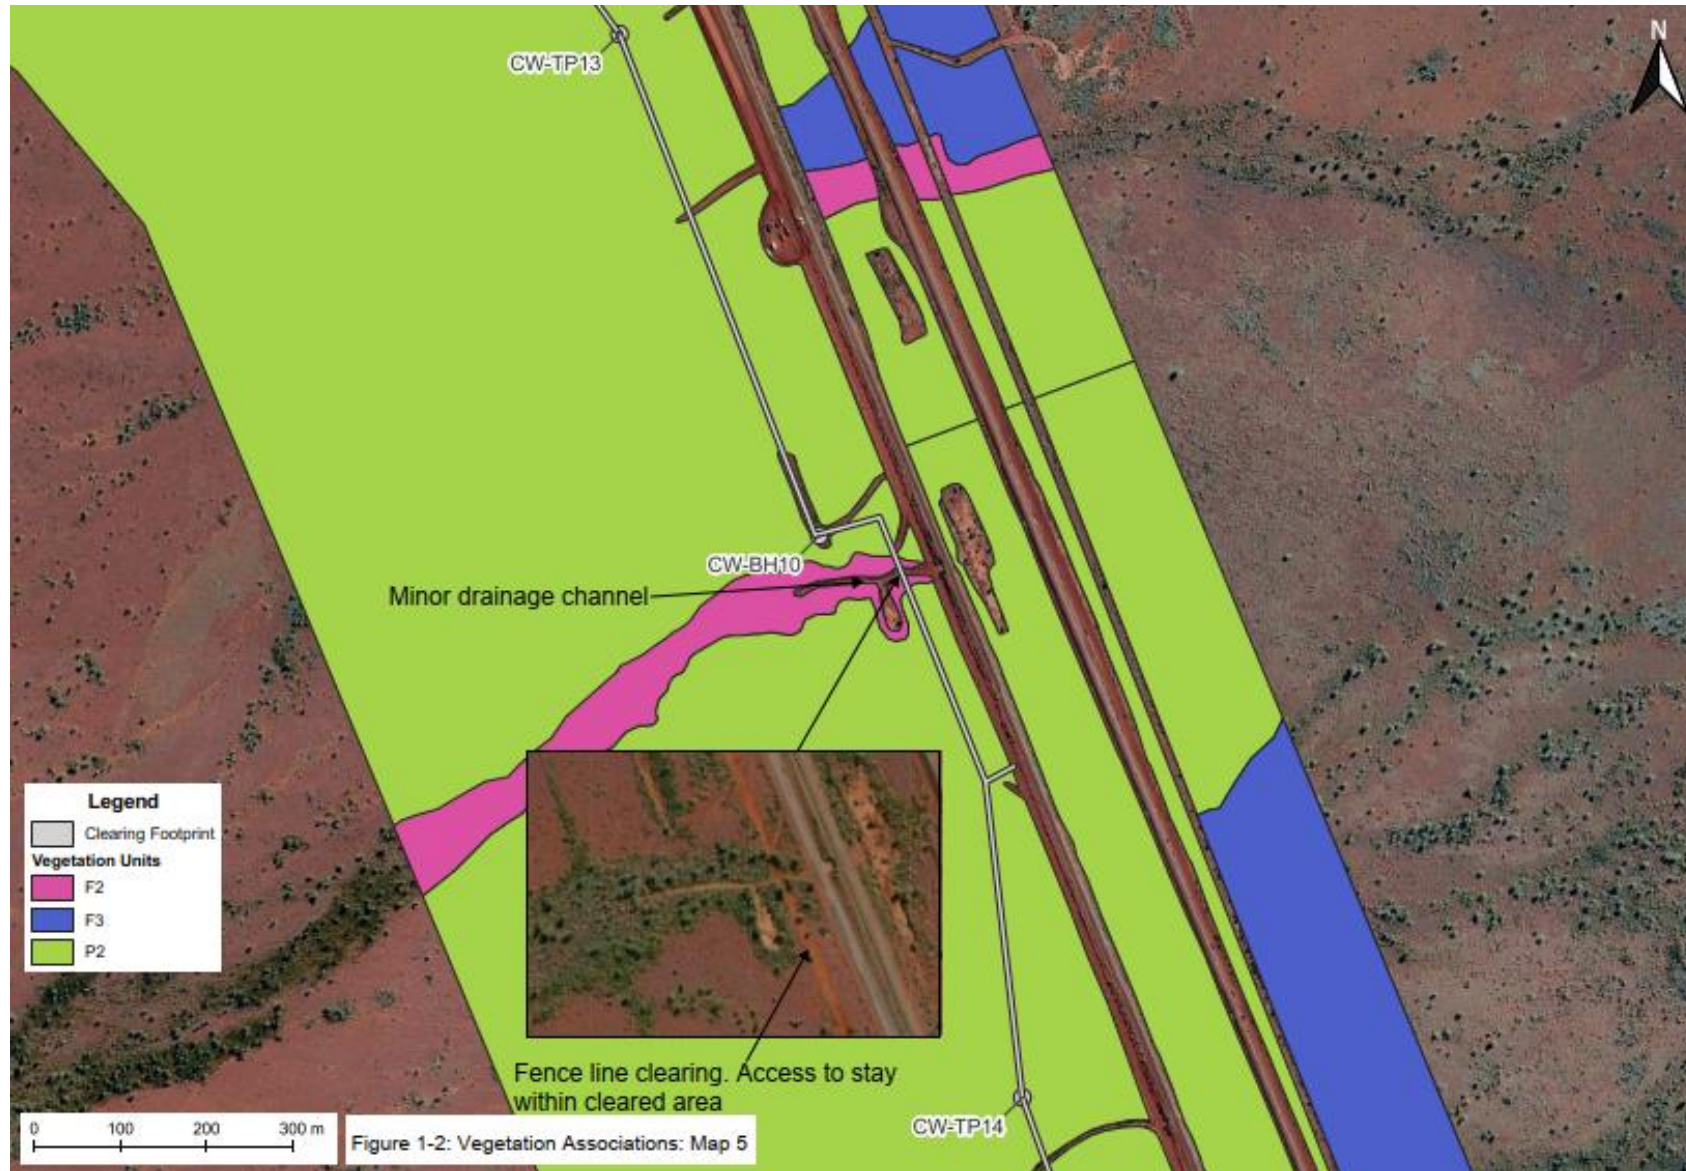 N
CW-TP13
CW-BH10
Minor drainage channel
Legend
Clearing Footprint
Vegetation Units
F2
F3
P2
Fence line clearing. Access to stay
within cleared area
CW-TP14
0 100 200 300 m
Figure 1-2: Vegetation Associations: Map 5